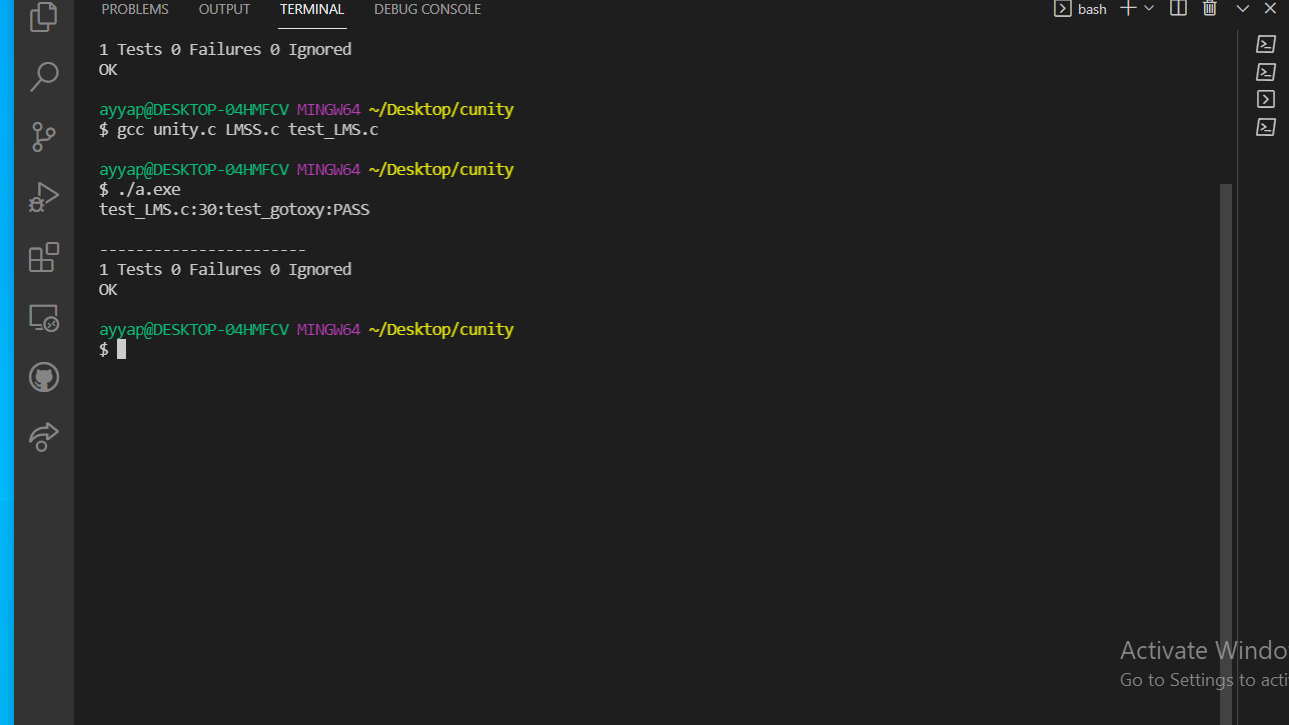 PROBLEMS OUTPUT TERMINAL DEBUG CONSOLE bash
1 Tests 0 Failures 0 Ignored
OK
ayyap@DESKTOP-04HMFCV MINGW64 ~/Desktop/cunity
$ gcc unity.c LMSS.c test_LMS.c
ayyap@DESKTOP-04HMFCV MINGW64 ~/Desktop/cunity
$ ./a.exe
test_LMS.c:30:test_gotoxy:PASS
-----------------------
1 Tests 0 Failures 0 Ignored
OK
ayyap@DESKTOP-04HMFCV MINGW64 ~/Desktop/cunity
$
Activate Windo
Go to Settings to acti